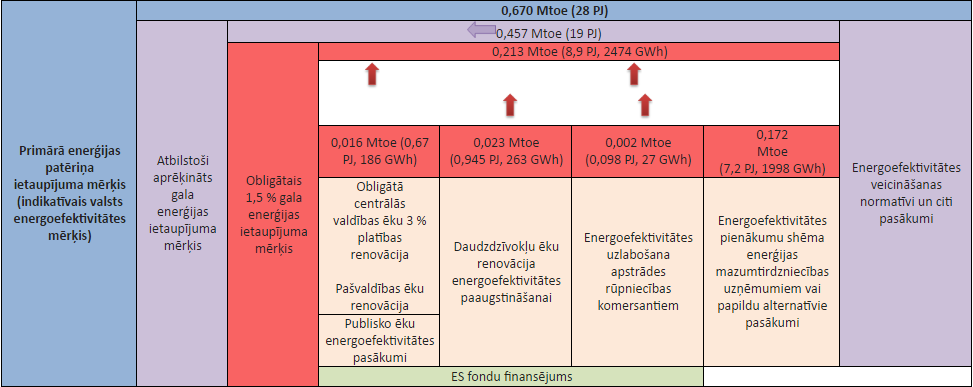 0,670 Mtoe (28 PJ)
0,457 Mtoe (19 PJ)
0,213 Mtoe (8,9 PJ, 2474 GWh)
Primārā enerģijas
patēriņa
ietaupījuma mērķis
(indikatīvais valsts
energoefektivitātes
mērķis)
Atbilstoši
aprēķināts
gala
enerģijas
ietaupījuma
mērķis
Obligātais
1,5 % gala
enerģijas
ietaupījuma
mērķis
0,016 Mtoe (0,67
PJ, 186 GWh)
0,023 Mtoe
(0,945 PJ, 263 GWh)
0,002 Mtoe
(0,098 PJ, 27 GWh)
0,172
Mtoe
(7,2 PJ, 1998 GWh)
Obligātā
centrālās
valdības ēku 3 %
platības
renovācija
Pašvaldības ēku
renovācija
Publisko ēku
energoefektivitātes
pasākumi
Daudzdzīvokļu ēku
renovācija
energoefektivitātes
paaugstināšanai
Energoefektivitātes
uzlabošana
apstrādes
rūpniecības
komersantiem
Energoefektivitātes
pienākumu shēma
enerģijas
mazumtirdzniecības
uzņēmumiem vai
papildu alternatīvie
pasākumi
Energoefektivitātes
veicināšanas
normatīvi un citi
pasākumi
ES fondu finansējums